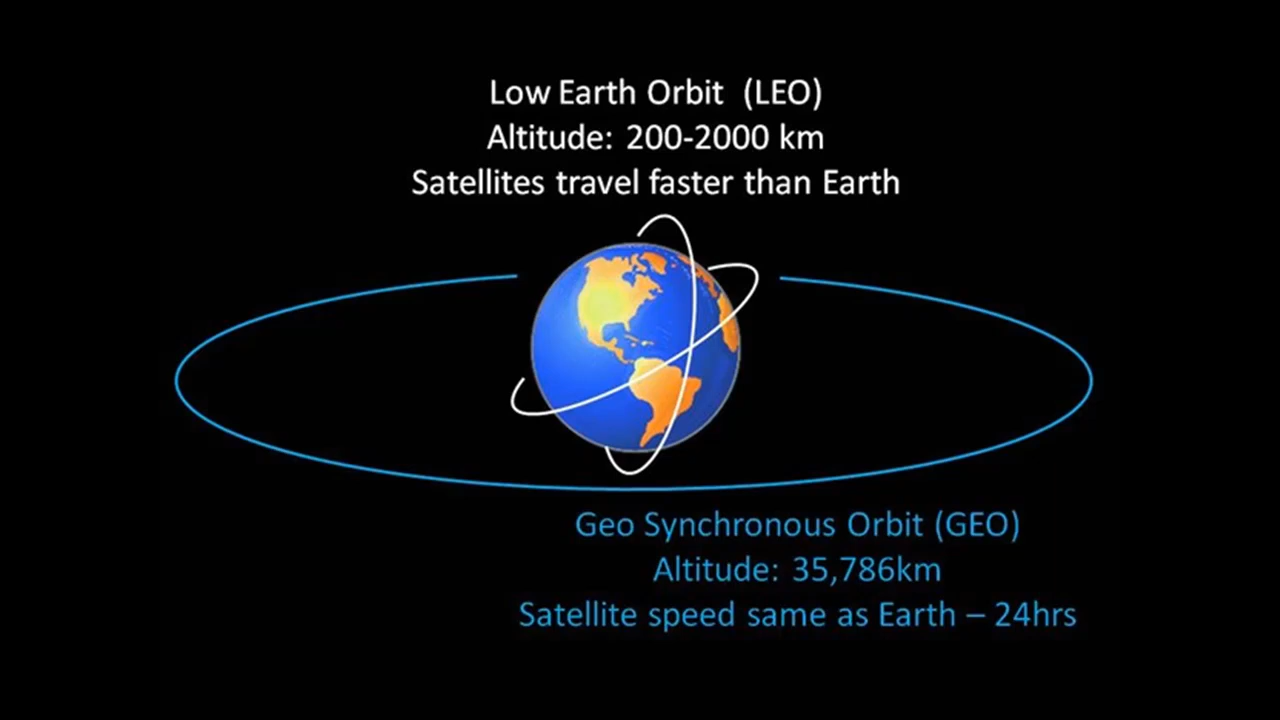 Low Earth Orbit (LEO)
Altitude: 200-2000 km
Satellites travel faster than Earth
Geo Synchronous Orbit (GEO)
Altitude: 35,786km
Satellite speed same as Earth – 24hrs